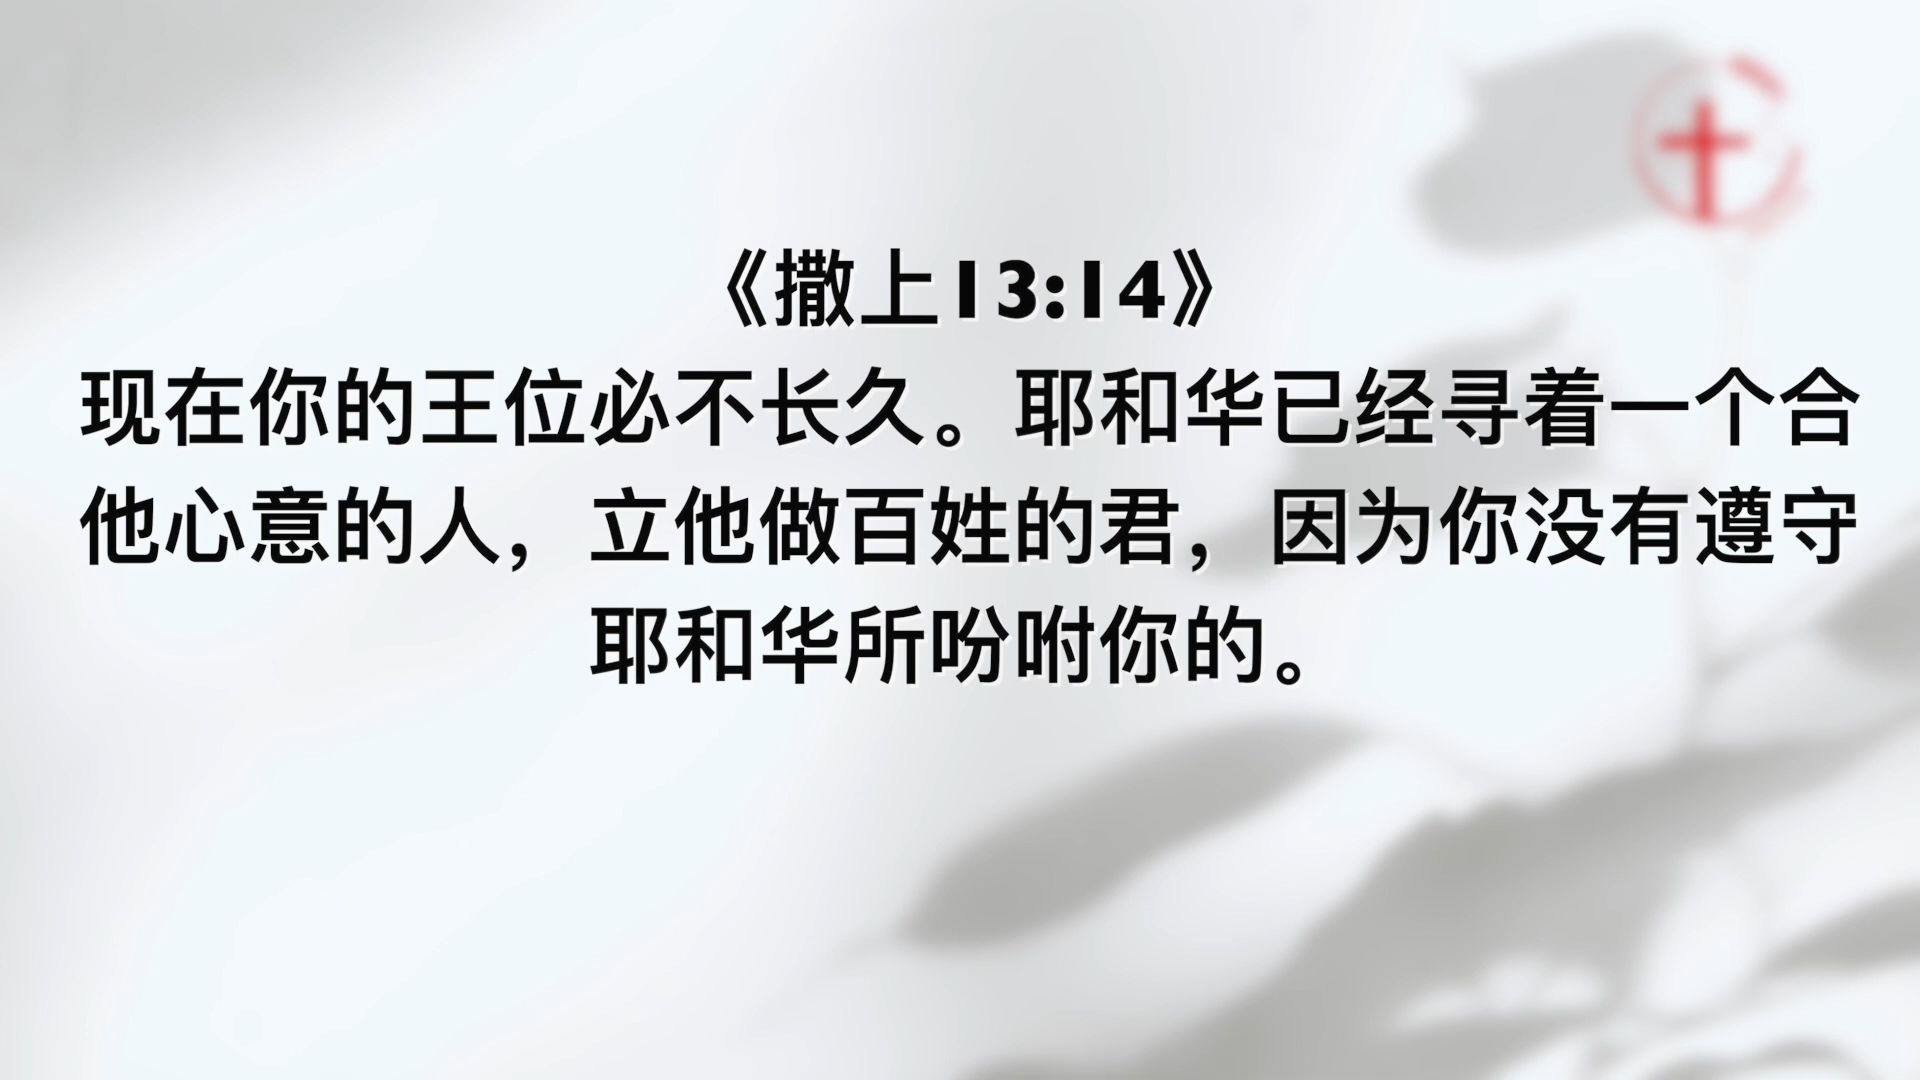 《撒上13:14》
现在你的王位必不长久。耶和华已经寻着一个合
他心意的人，立他做百姓的君，因为你没有遵守
耶和华所吩咐你的。